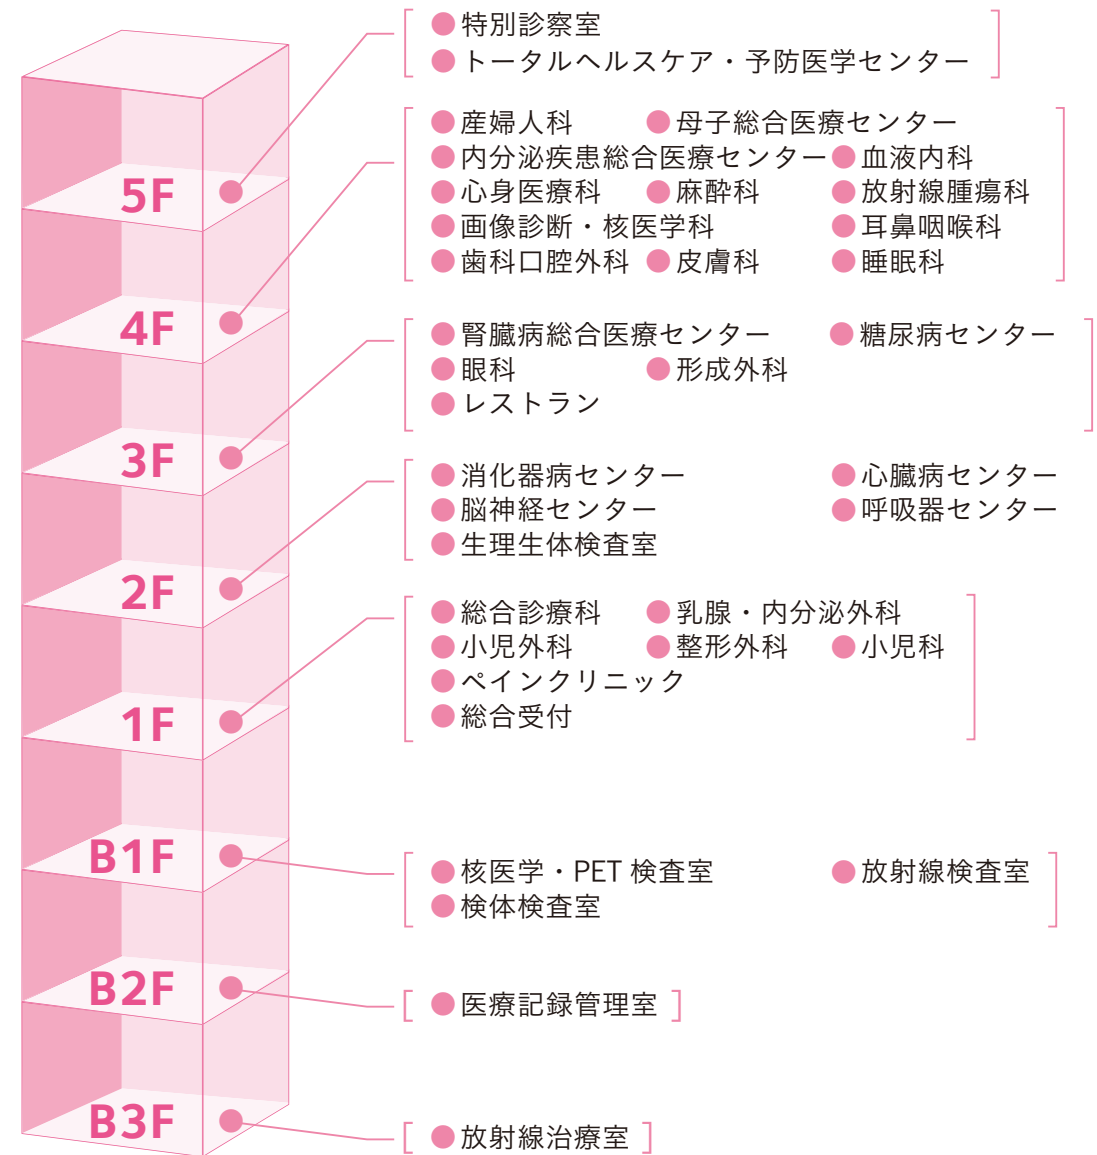 5F
●特別診察室
●トータルヘルスケア・予防医学センター
4F
●産婦人科 ●母子総合医療センター
●内分泌疾患総合医療センター ●血液内科
●心身医療科 ●麻酔科 ●放射線腫瘍科
●画像診断・核医学科 ●耳鼻咽喉科
●歯科口腔外科 ●皮膚科 ●睡眠科
3F
●腎臓病総合医療センター ●糖尿病センター
●眼科 ●形成外科
●レストラン
2F
●消化器病センター ●心臓病センター
●脳神経センター ●呼吸器センター
●生理生体検査室
1F
●総合診療科 ●乳腺・内分泌外科
●小児外科 ●整形外科 ●小児科
●ペインクリニック
●総合受付
B1F
●核医学・PET 検査室 ●放射線検査室
●検体検査室
B2F
●医療記録管理室
B3F
●放射線治療室